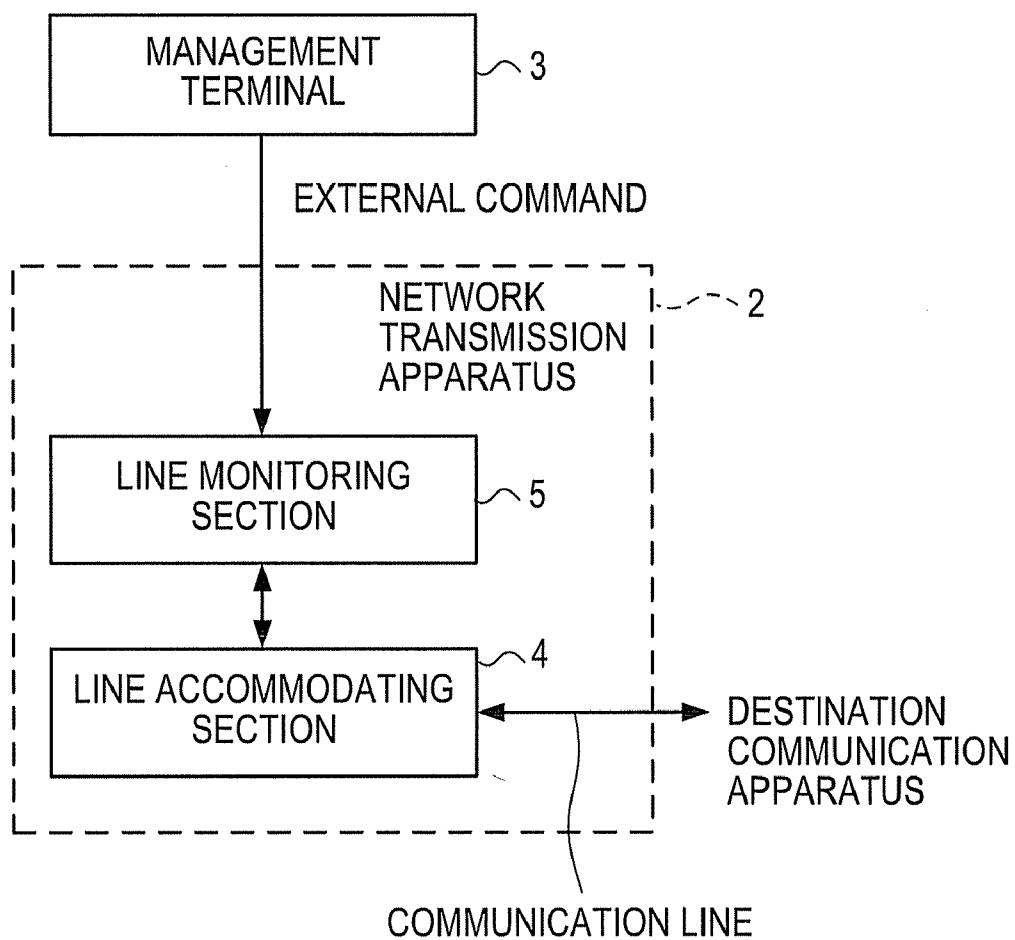 MANAGEMENT
TERMINAL
3
EXTERNAL COMMAND
NETWORK
TRANSMISSION
APPARATUS
2
LINE MONITORING
SECTION
5
LINE ACCOMMODATING
SECTION
4
DESTINATION
COMMUNICATION
APPARATUS
COMMUNICATION LINE